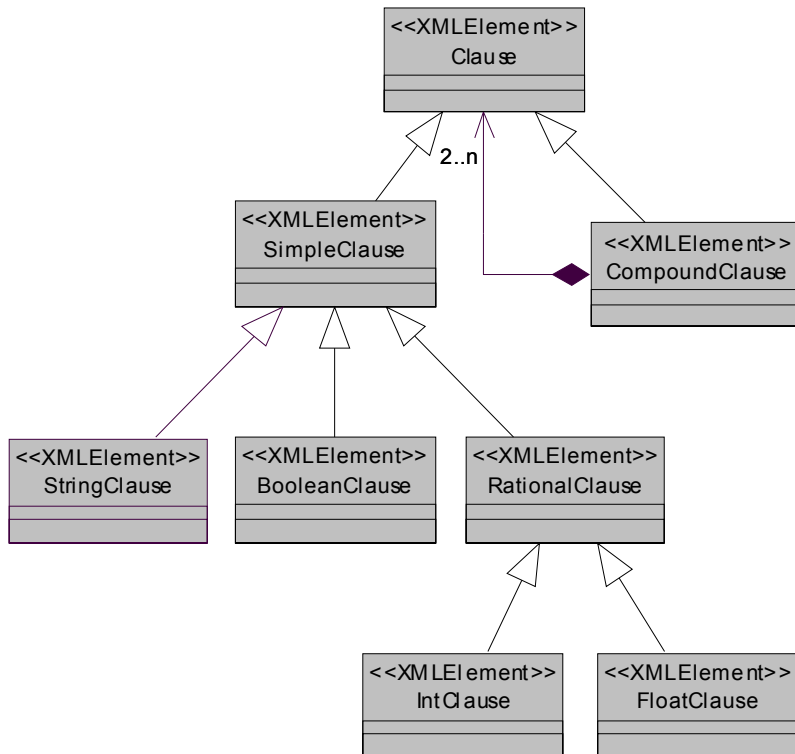 <<XMLElement>>
Clause
2..n
<<XMLElement>>
SimpleClause
<<XMLElement>>
CompoundClause
<<XMLElement>>
StringClause
<<XMLElement>>
BooleanClause
<<XMLElement>>
RationalClause
<<XMLElement>>
IntClause
<<XMLElement>>
FloatClause